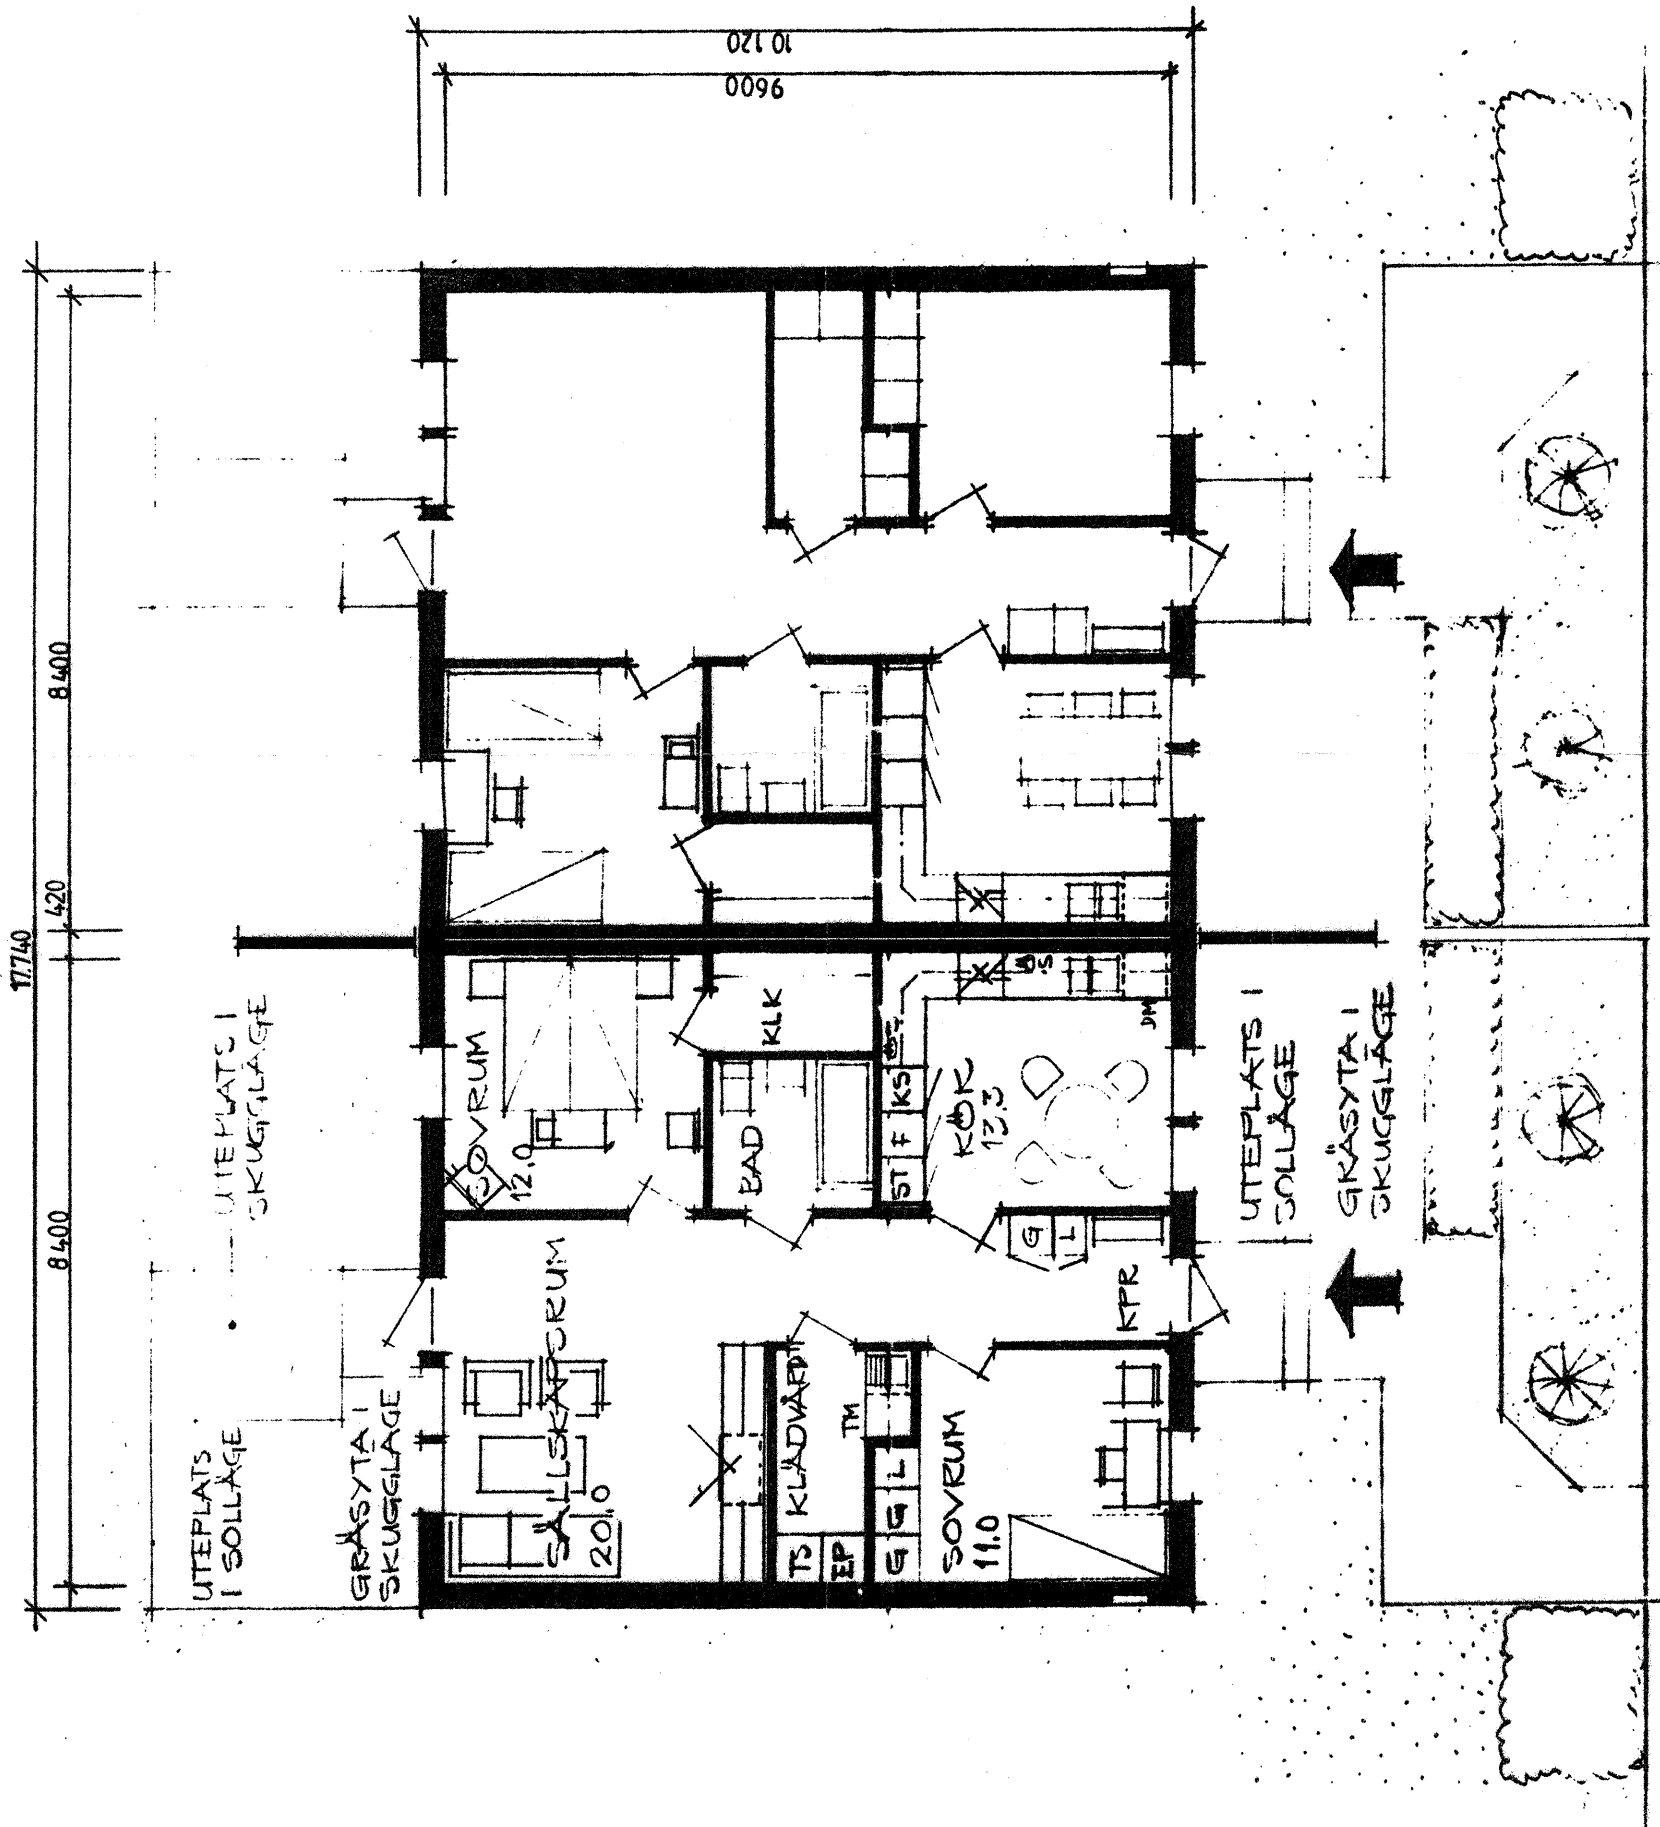 10 120
9600
17.740
8400
420
8400
UTEPLATS I
SKUGGLÄGE
UTEPLATS
I SOLLÄGE
GRÄSYTA I
SKUGGLÄGE
SOVRUM
12.0
KLK
BAD
SÄLLSKAPSRUM
20.0
KLÄDVÅRD
TM
TS
EP
G
G
L
SOVRUM
11.0
ST
F
KS
KÖK
13.3
DM
G
L
KPR
UTEPLATS I
SOLLÄGE
GRÄSYTA I
SKUGGLÄGE